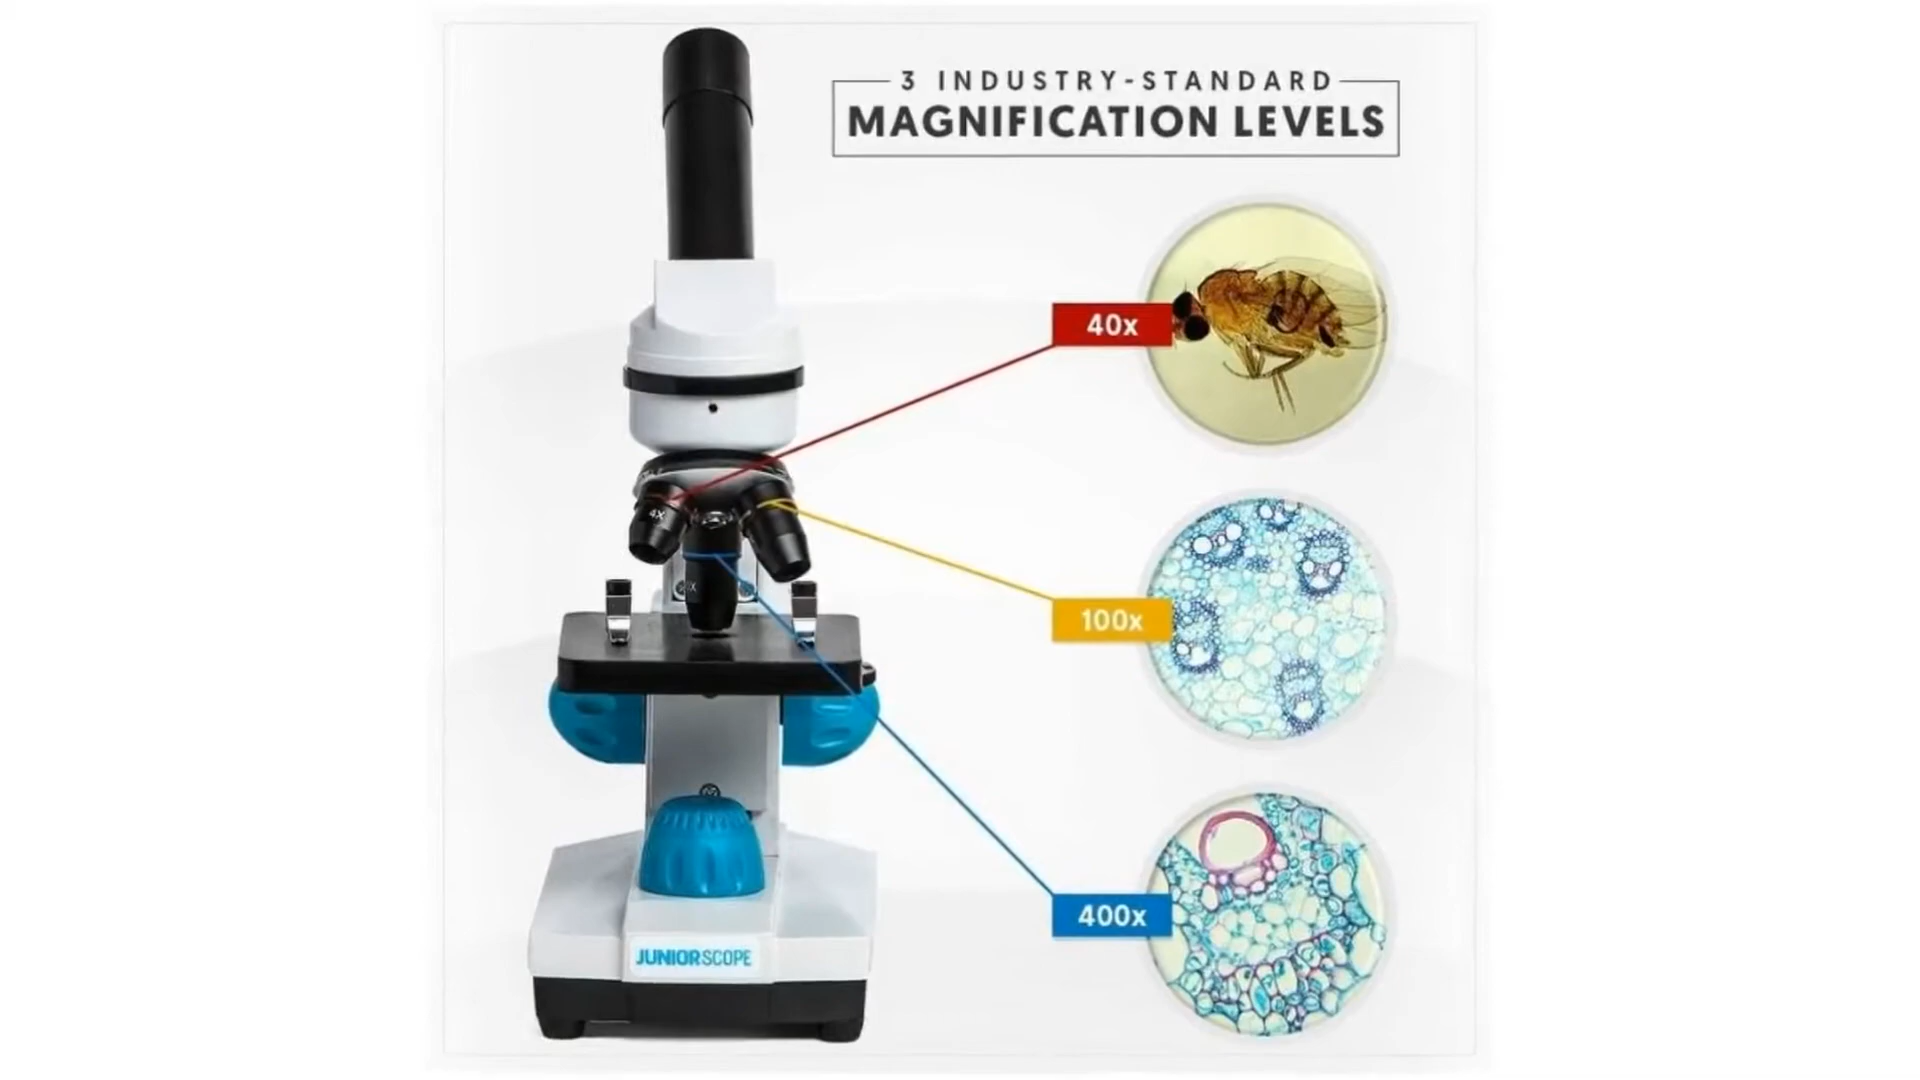 3 INDUSTRY-STANDARD
MAGNIFICATION LEVELS
40x
4X
100x
400x
JUNIORSCOPE